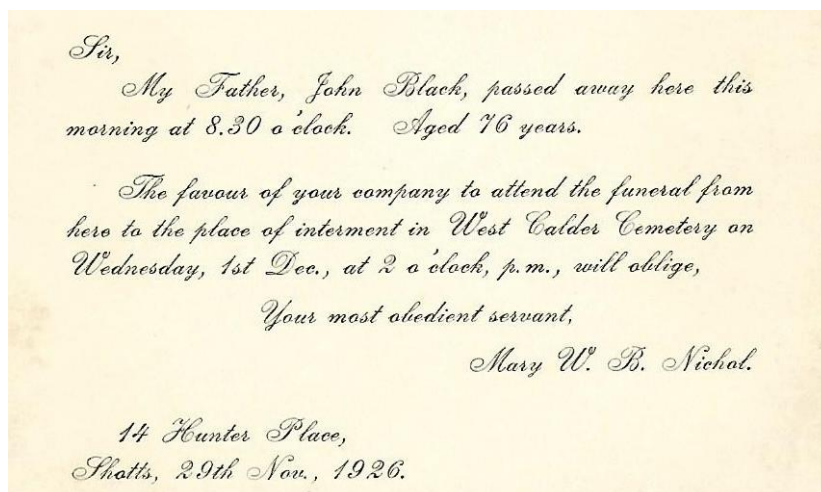 Sir,
My Father, John Black, passed away here this
morning at 8.30 o'clock. Aged 76 years.
The favour of your company to attend the funeral from
here to the place of interment in West Calder Cemetery on
Wednesday, 1st Dec., at 2 o'clock, p.m., will oblige,
Your most obedient servant,
Mary W. B. Nichol.
14 Hunter Place,
Shotts, 29th Nov., 1926.